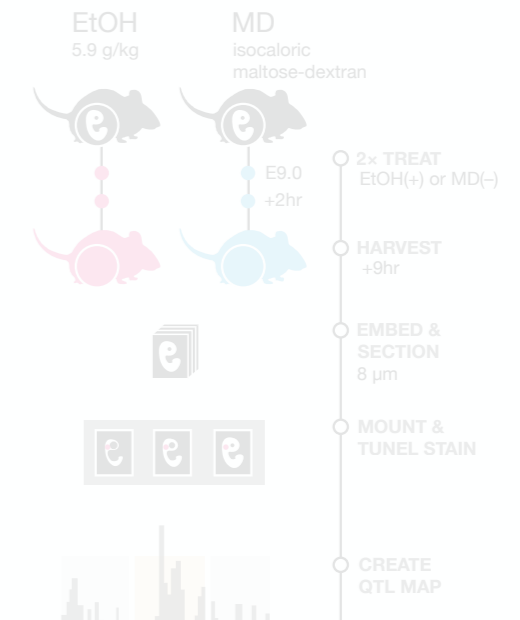 EtOH
5.9 g/kg
MD
isocaloric
maltose-dextran
E9.0
+2hr
2× TREAT
EtOH(+) or MD(–)
HARVEST
+9hr
EMBED &
SECTION
8 µm
MOUNT &
TUNEL STAIN
CREATE
QTL MAP